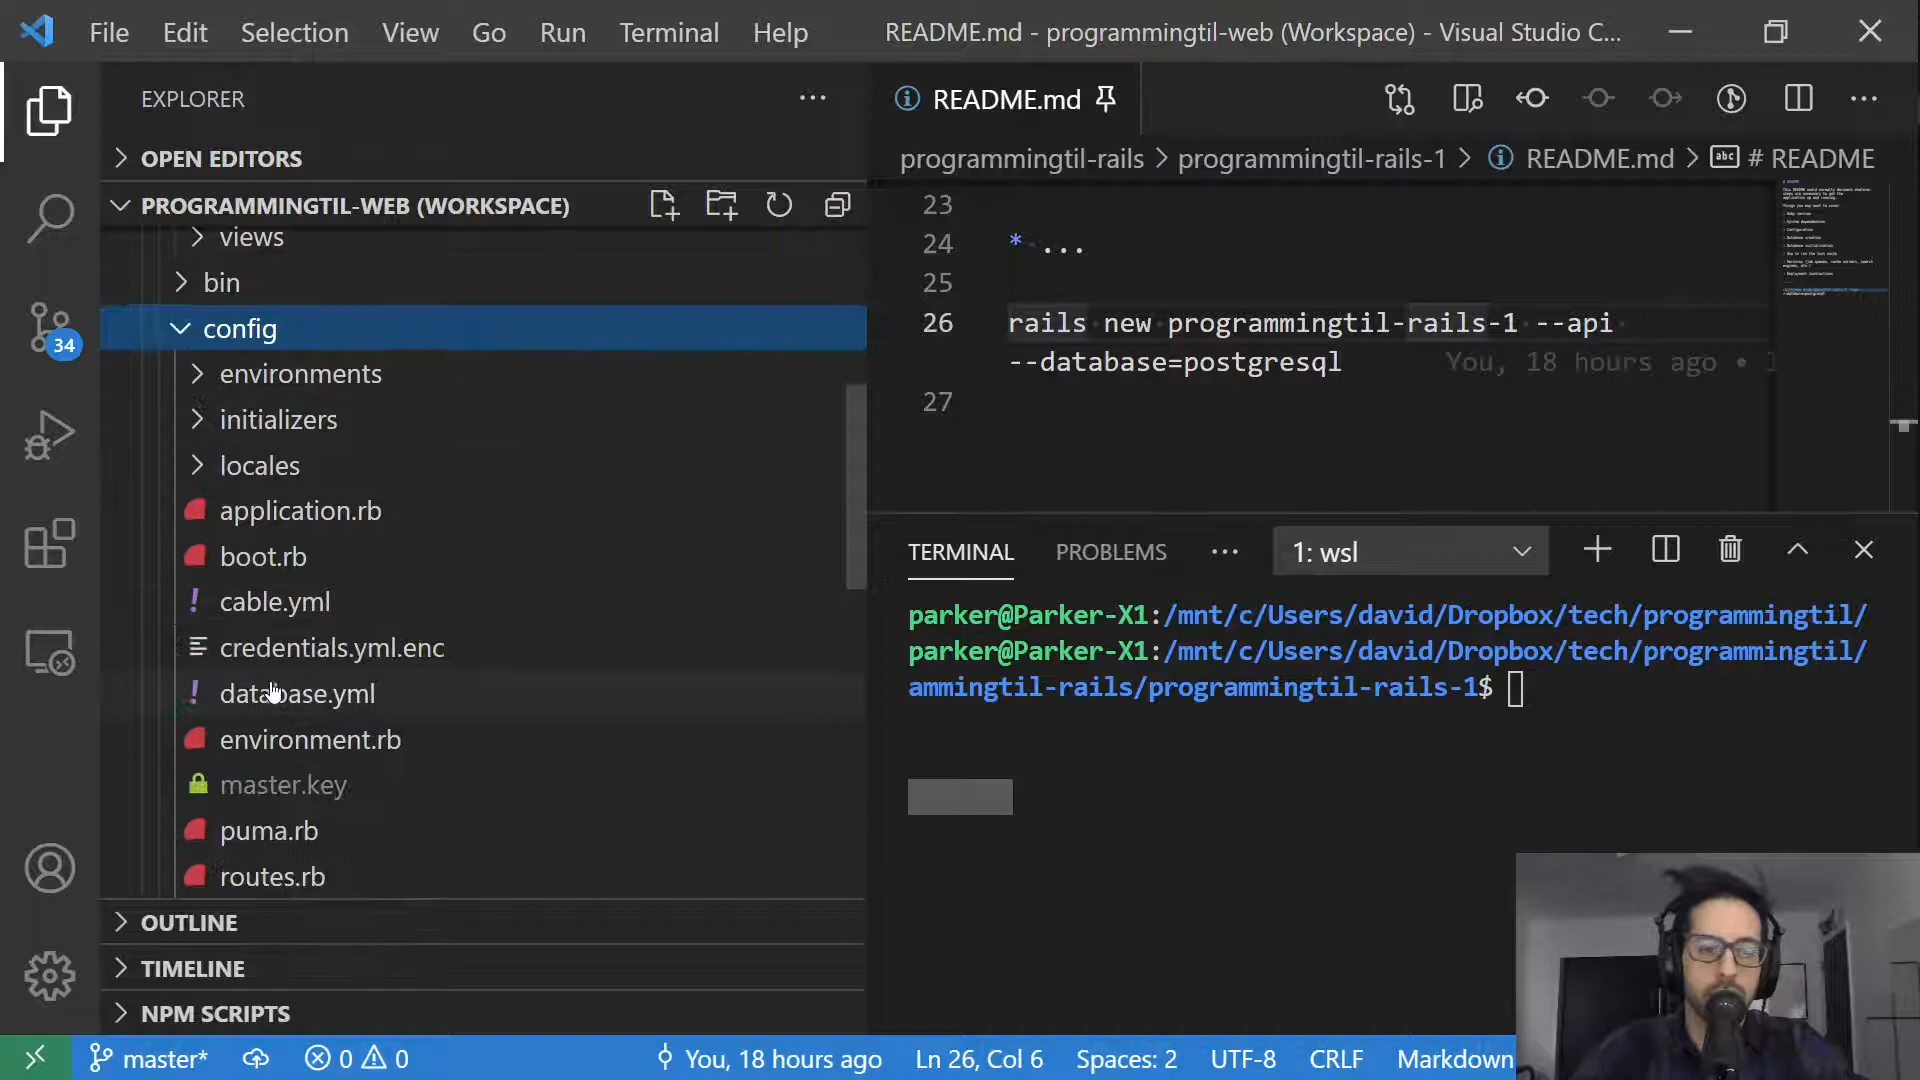 File Edit Selection View Go Run Terminal Help README.md - programmingtil-web (Workspace) - Visual Studio C...
EXPLORER
OPEN EDITORS
PROGRAMMINGTIL-WEB (WORKSPACE)
views
bin
config
environments
initializers
locales
application.rb
boot.rb
cable.yml
credentials.yml.enc
database.yml
environment.rb
master.key
puma.rb
routes.rb
OUTLINE
TIMELINE
NPM SCRIPTS
34
README.md
programmingtil-rails > programmingtil-rails-1 > README.md > # README
23
24 * ...
25
26 rails new programmingtil-rails-1 --api
--database=postgresql You, 18 hours ago •
27
TERMINAL PROBLEMS 1: wsl
parker@Parker-X1:/mnt/c/Users/david/Dropbox/tech/programmingtil/
parker@Parker-X1:/mnt/c/Users/david/Dropbox/tech/programmingtil/
ammingtil-rails/programmingtil-rails-1$
master* 0 0 You, 18 hours ago Ln 26, Col 6 Spaces: 2 UTF-8 CRLF Markdown